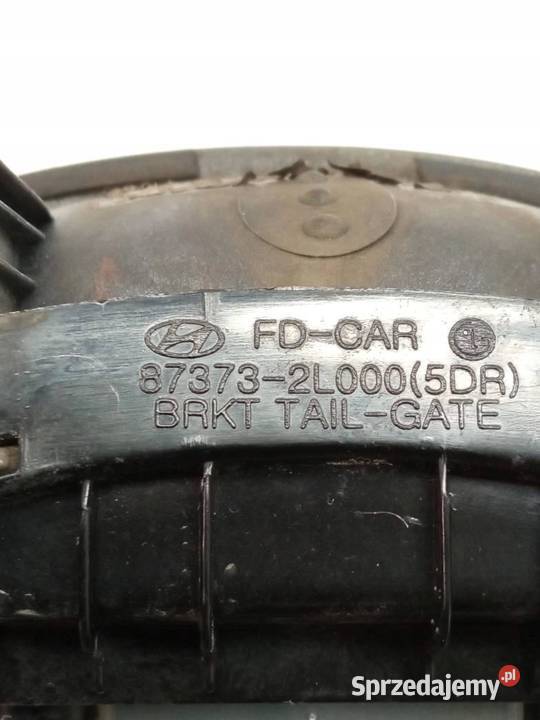 FD-CAR
87373-2L000(5DR)
BRKT TAIL-GATE
Sprzedajemy.pl